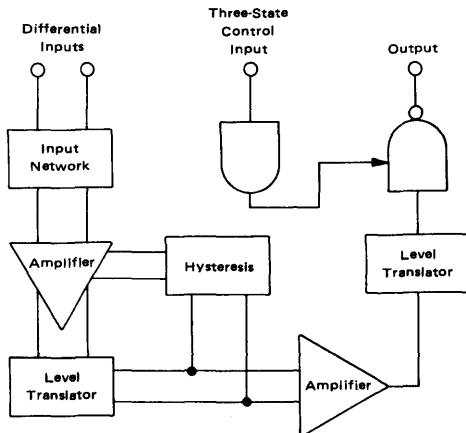 Differential
Inputs
Three-State
Control
Input
Output
Input
Network
Amplifier
Hysteresis
Level
Translator
Level
Translator
Amplifier